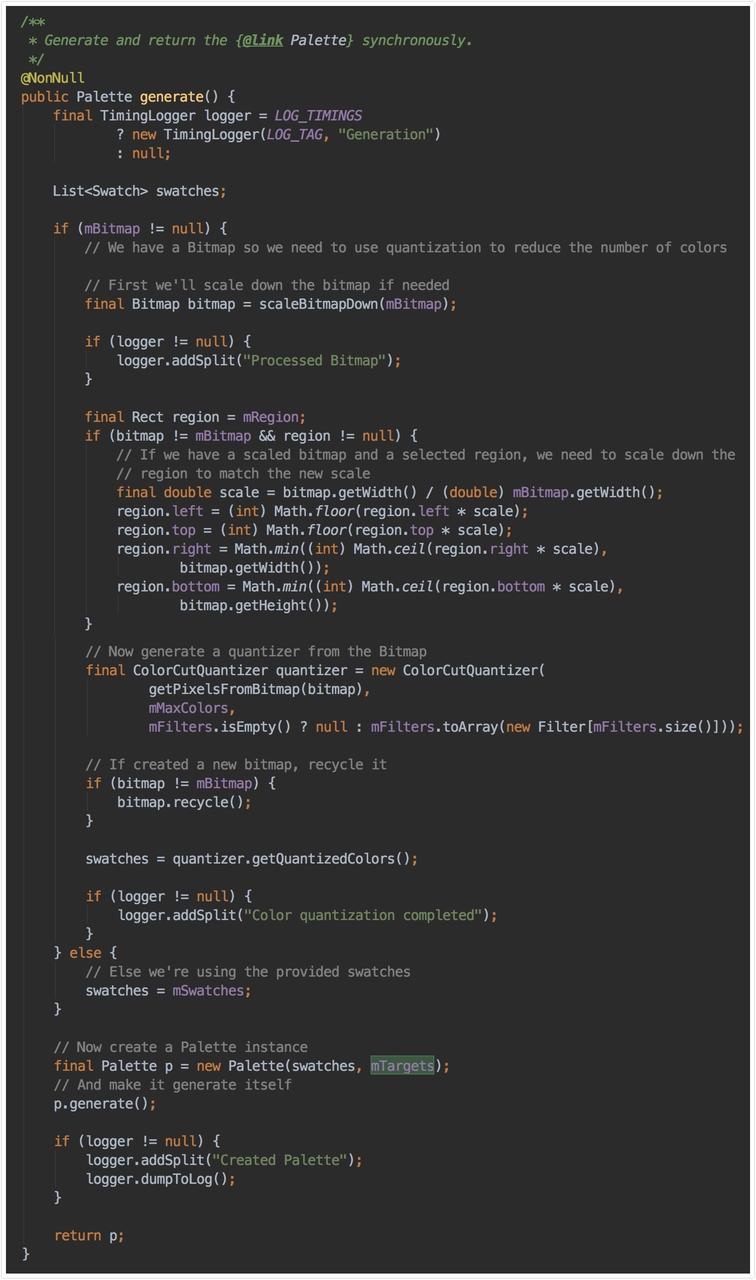 /**
 * Generate and return the {@link Palette} synchronously.
 */
@NonNull
public Palette generate() {
    final TimingLogger logger = LOG_TIMINGS
            ? new TimingLogger(LOG_TAG, "Generation")
            : null;

    List<Swatch> swatches;

    if (mBitmap != null) {
        // We have a Bitmap so we need to use quantization to reduce the number of colors

        // First we'll scale down the bitmap if needed
        final Bitmap bitmap = scaleBitmapDown(mBitmap);

        if (logger != null) {
            logger.addSplit("Processed Bitmap");
        }

        final Rect region = mRegion;
        if (bitmap != mBitmap && region != null) {
            // If we have a scaled bitmap and a selected region, we need to scale down the
            // region to match the new scale
            final double scale = bitmap.getWidth() / (double) mBitmap.getWidth();
            region.left = (int) Math.floor(region.left * scale);
            region.top = (int) Math.floor(region.top * scale);
            region.right = Math.min((int) Math.ceil(region.right * scale),
                    bitmap.getWidth());
            region.bottom = Math.min((int) Math.ceil(region.bottom * scale),
                    bitmap.getHeight());
        }

        // Now generate a quantizer from the Bitmap
        final ColorCutQuantizer quantizer = new ColorCutQuantizer(
                getPixelsFromBitmap(bitmap),
                mMaxColors,
                mFilters.isEmpty() ? null : mFilters.toArray(new Filter[mFilters.size()]));

        // If created a new bitmap, recycle it
        if (bitmap != mBitmap) {
            bitmap.recycle();
        }

        swatches = quantizer.getQuantizedColors();

        if (logger != null) {
            logger.addSplit("Color quantization completed");
        }
    } else {
        // Else we're using the provided swatches
        swatches = mSwatches;
    }

    // Now create a Palette instance
    final Palette p = new Palette(swatches, mTargets);
    // And make it generate itself
    p.generate();

    if (logger != null) {
        logger.addSplit("Created Palette");
        logger.dumpToLog();
    }

    return p;
}